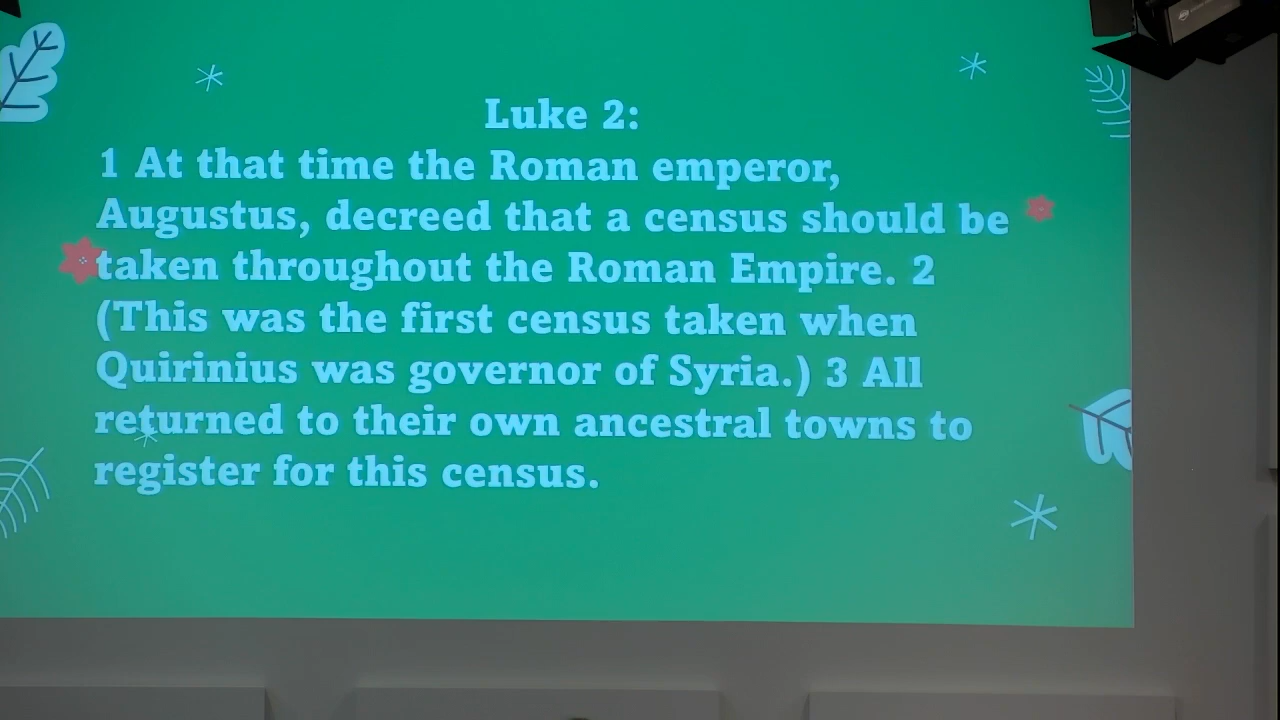 Luke 2:
1 At that time the Roman emperor,
Augustus, decreed that a census should be
taken throughout the Roman Empire. 2
(This was the first census taken when
Quirinius was governor of Syria.) 3 All
returned to their own ancestral towns to
register for this census.